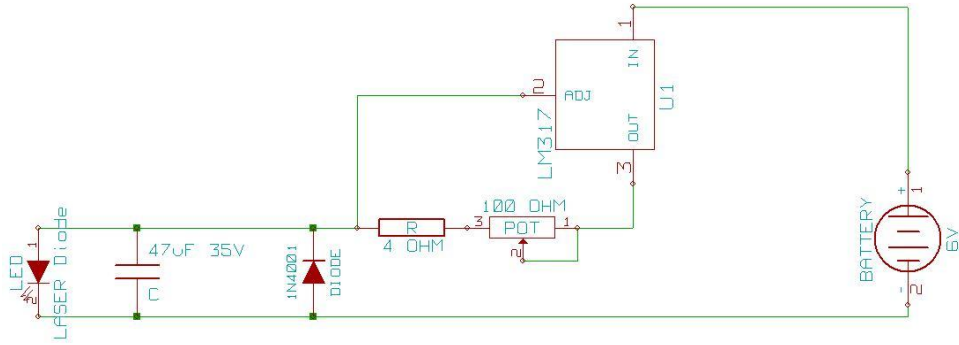 1
IN
2
ADJ
OUT
LM317
U1
3
100 OHM
3
POT
1
2
R
4 OHM
+
1
BATTERY
6V
-
2
1
LED
LASER Diode
2
47uF 35V
C
1N4001
DIODE